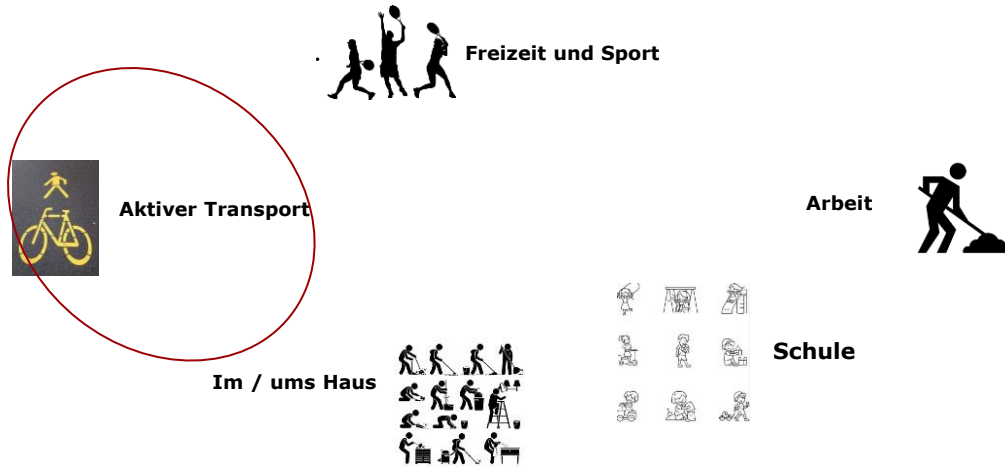 Freizeit und Sport
Aktiver Transport
Arbeit
Schule
Im / ums Haus